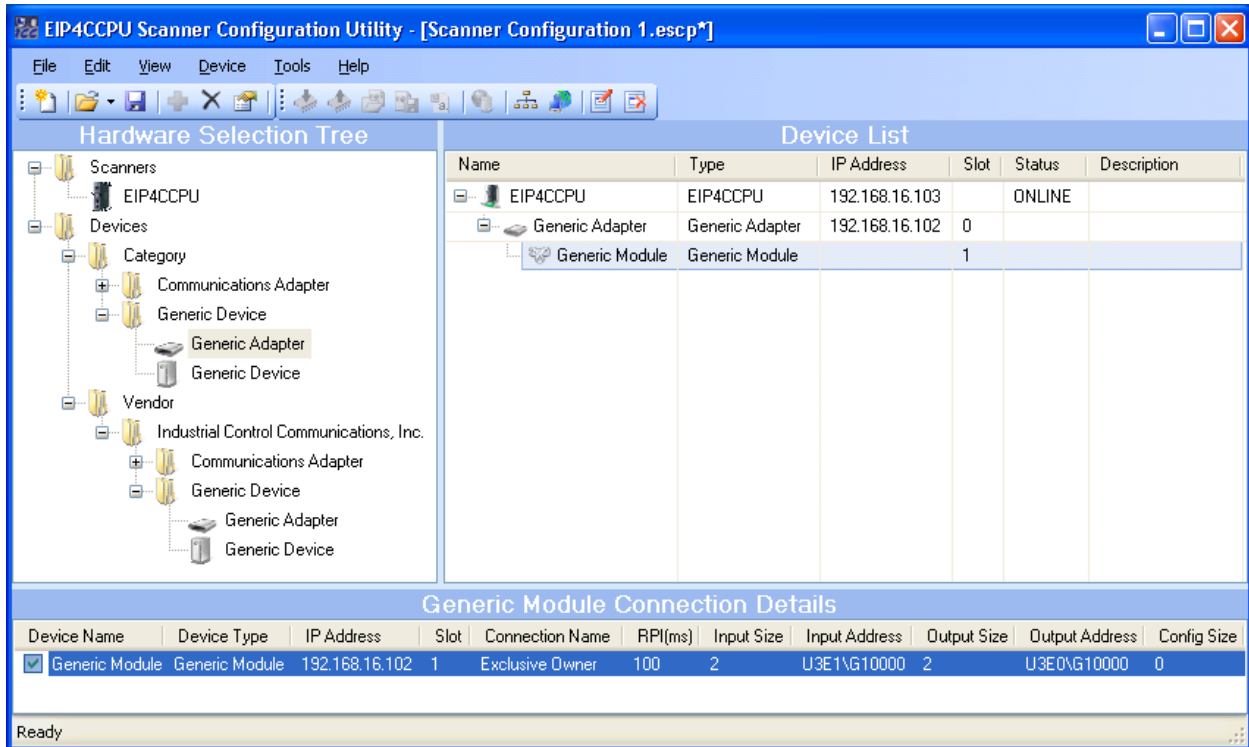 EIP4CCPU Scanner Configuration Utility - [Scanner Configuration 1.escp*]
File Edit View Device Tools Help
Hardware Selection Tree
Scanners
EIP4CCPU
Devices
Category
Communications Adapter
Generic Device
Generic Adapter
Generic Device
Vendor
Industrial Control Communications, Inc.
Communications Adapter
Generic Device
Generic Adapter
Generic Device
Device List
Name Type IP Address Slot Status Description
EIP4CCPU EIP4CCPU 192.168.16.103 ONLINE
Generic Adapter Generic Adapter 192.168.16.102 0
Generic Module Generic Module 1
Generic Module Connection Details
Device Name Device Type IP Address Slot Connection Name RPI(ms) Input Size Input Address Output Size Output Address Config Size
Generic Module Generic Module 192.168.16.102 1 Exclusive Owner 100 2 U3E1\G10000 2 U3E0\G10000 0
Ready